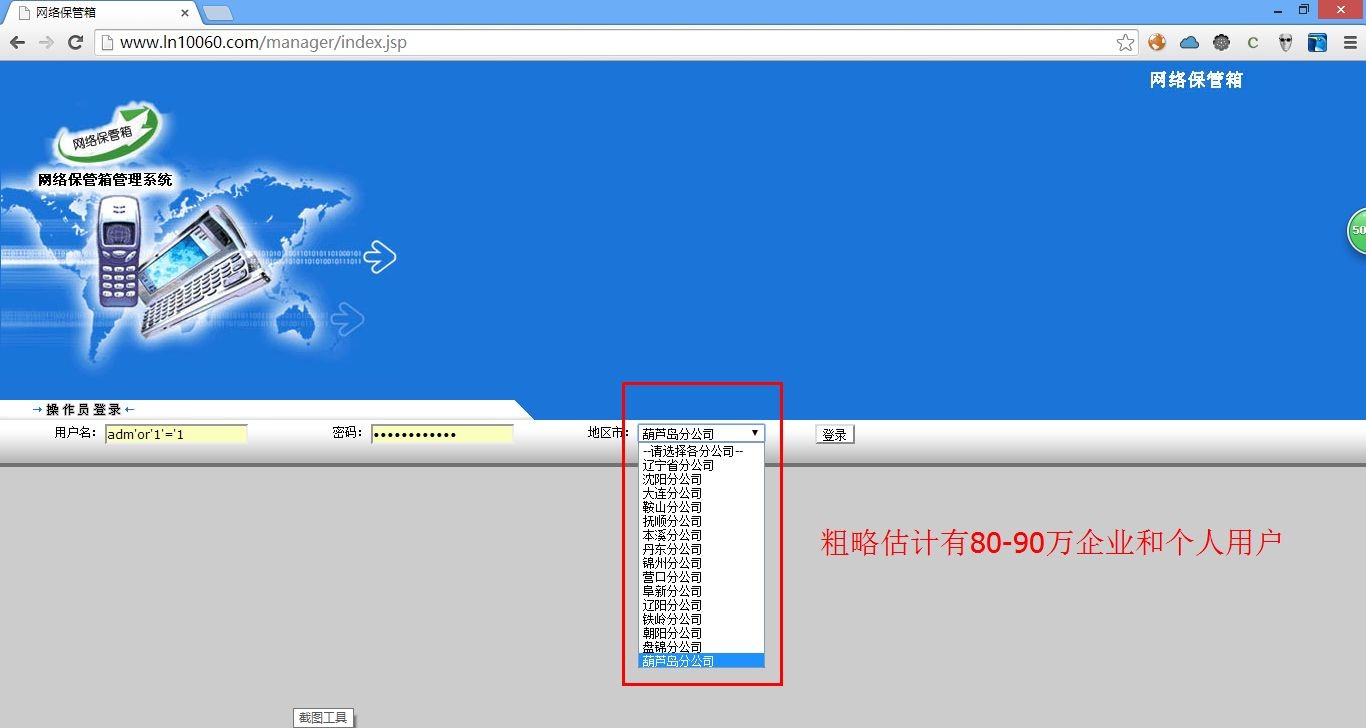 网络保管箱
www.ln10060.com/manager/index.jsp
网络保管箱
网络保管箱
网络保管箱管理系统
操作员登录
用户名: adm'or'1'='1 密码: •••••••••••• 地区市: 葫芦岛分公司 登录
--请选择各分公司--
辽宁省分公司
沈阳分公司
大连分公司
鞍山分公司
抚顺分公司
本溪分公司
丹东分公司
锦州分公司
营口分公司
阜新分公司
辽阳分公司
铁岭分公司
朝阳分公司
盘锦分公司
葫芦岛分公司
50
粗略估计有80-90万企业和个人用户
截图工具